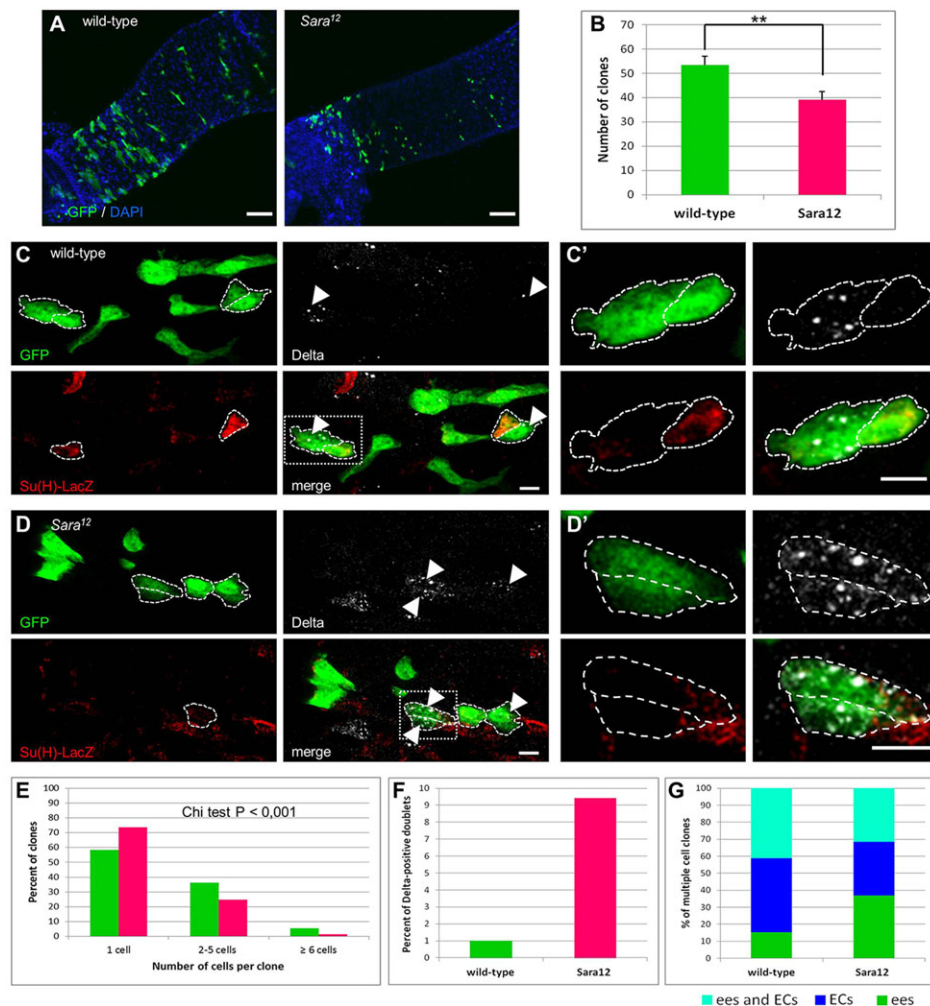 A
wild-type
Sara12
GFP / DAPI
B
**
Number of clones
70
60
50
40
30
20
10
0
wild-type
Sara12
C
wild-type
GFP
Delta
Su(H)-LacZ
merge
C'
D
Sara12
GFP
Delta
Su(H)-LacZ
merge
D'
E
Chi test P < 0,001
Percent of clones
100
90
80
70
60
50
40
30
20
10
0
1 cell
2-5 cells
≥ 6 cells
Number of cells per clone
F
Percent of Delta-positive doublets
10
9
8
7
6
5
4
3
2
1
0
wild-type
Sara12
G
% of multiple cell clones
100
90
80
70
60
50
40
30
20
10
0
wild-type
Sara12
ees and ECs
ECs
ees